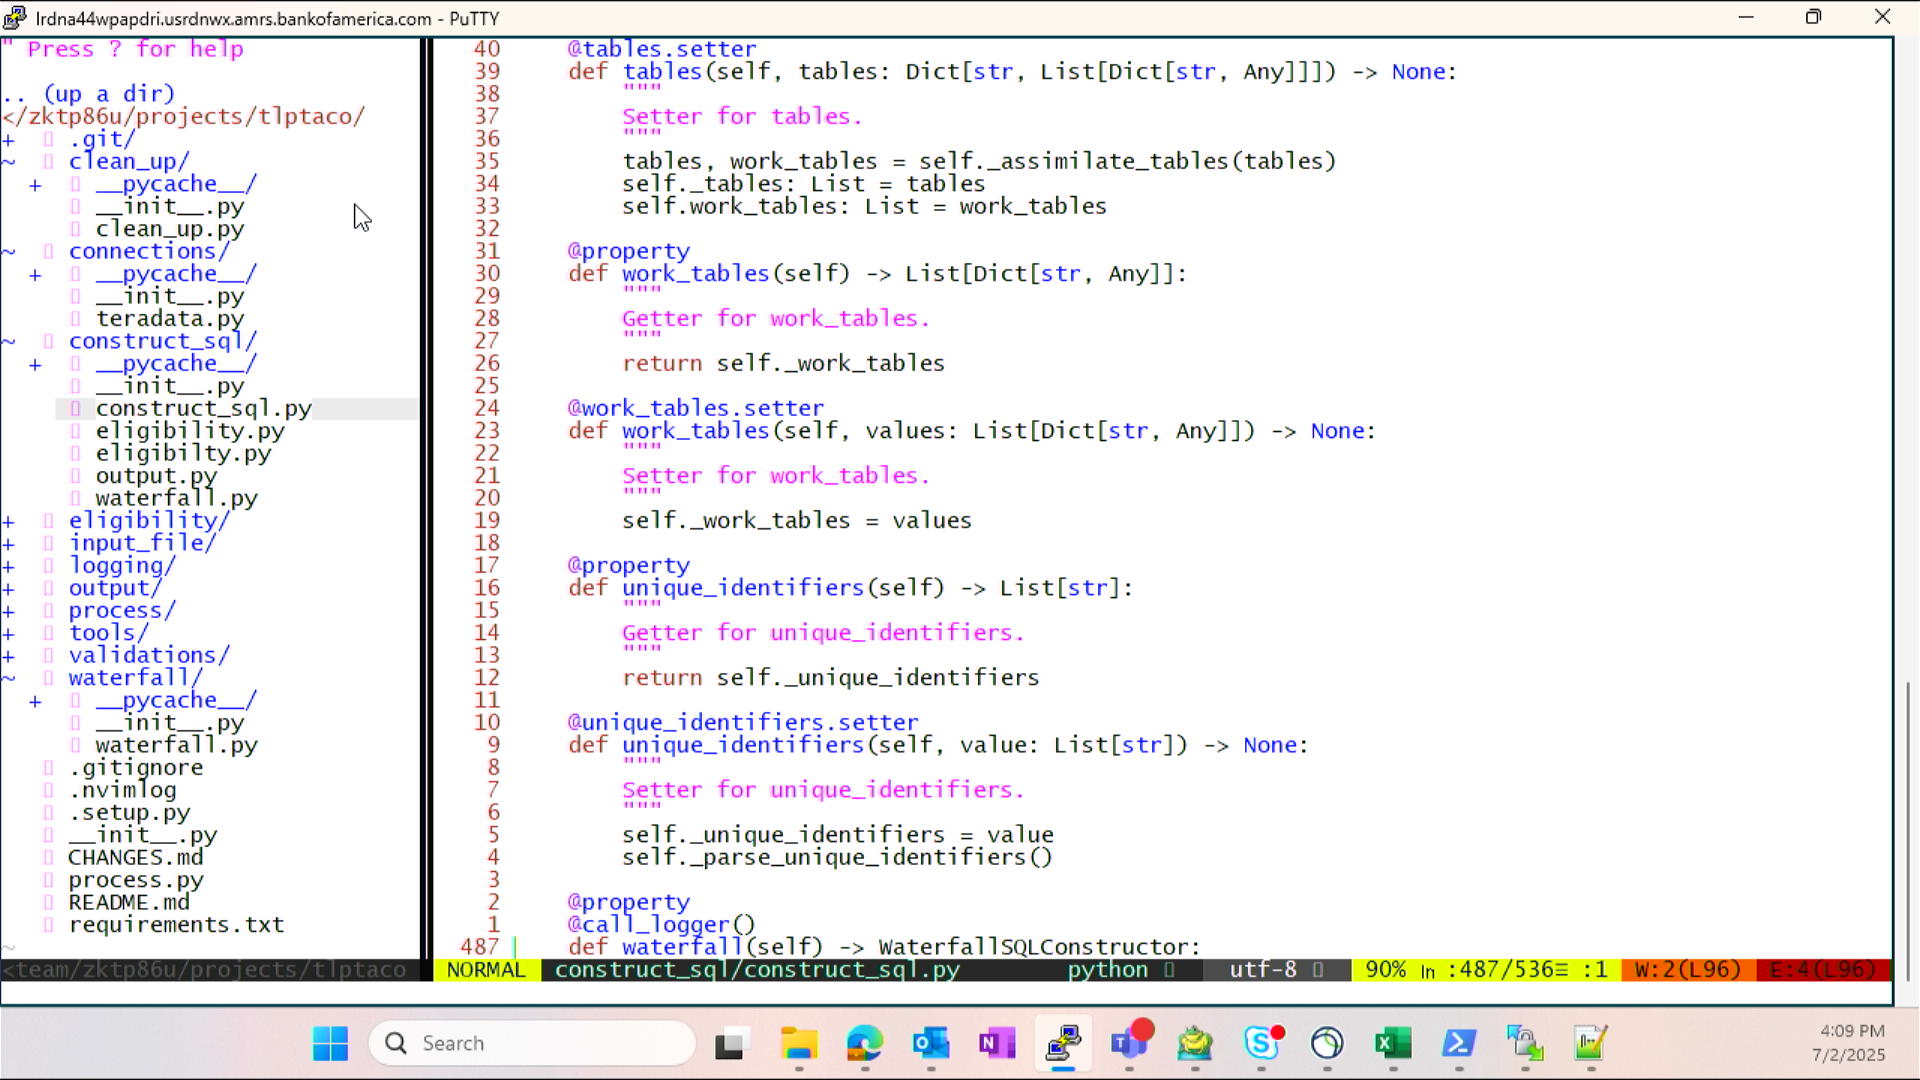 lrdna44wpapdri.usrdnwx.amrs.bankofamerica.com - PuTTY
" Press ? for help
.. (up a dir)
</zktp86u/projects/tlptaco/
+ .git/
~ clean_up/
+ __pycache__/
__init__.py
clean_up.py
~ connections/
+ __pycache__/
__init__.py
teradata.py
~ construct_sql/
+ __pycache__/
__init__.py
construct_sql.py
eligibility.py
eligibilty.py
output.py
waterfall.py
+ eligibility/
+ input_file/
+ logging/
+ output/
+ process/
+ tools/
+ validations/
~ waterfall/
+ __pycache__/
__init__.py
waterfall.py
.gitignore
.nvimlog
.setup.py
__init__.py
CHANGES.md
process.py
README.md
requirements.txt
~
<team/zktp86u/projects/tlptaco
40 @tables.setter
39 def tables(self, tables: Dict[str, List[Dict[str, Any]]]) -> None:
38 """
37 Setter for tables.
36 """
35 tables, work_tables = self._assimilate_tables(tables)
34 self._tables: List = tables
33 self.work_tables: List = work_tables
32
31 @property
30 def work_tables(self) -> List[Dict[str, Any]]:
29 """
28 Getter for work_tables.
27 """
26 return self._work_tables
25
24 @work_tables.setter
23 def work_tables(self, values: List[Dict[str, Any]]) -> None:
22 """
21 Setter for work_tables.
20 """
19 self._work_tables = values
18
17 @property
16 def unique_identifiers(self) -> List[str]:
15 """
14 Getter for unique_identifiers.
13 """
12 return self._unique_identifiers
11
10 @unique_identifiers.setter
9 def unique_identifiers(self, value: List[str]) -> None:
8 """
7 Setter for unique_identifiers.
6 """
5 self._unique_identifiers = value
4 self._parse_unique_identifiers()
3
2 @property
1 @call_logger()
487 def waterfall(self) -> WaterfallSQLConstructor:
NORMAL construct_sql/construct_sql.py python utf-8 90% ln :487/536≡ :1 W:2(L96) E:4(L96)
Search
4:09 PM
7/2/2025